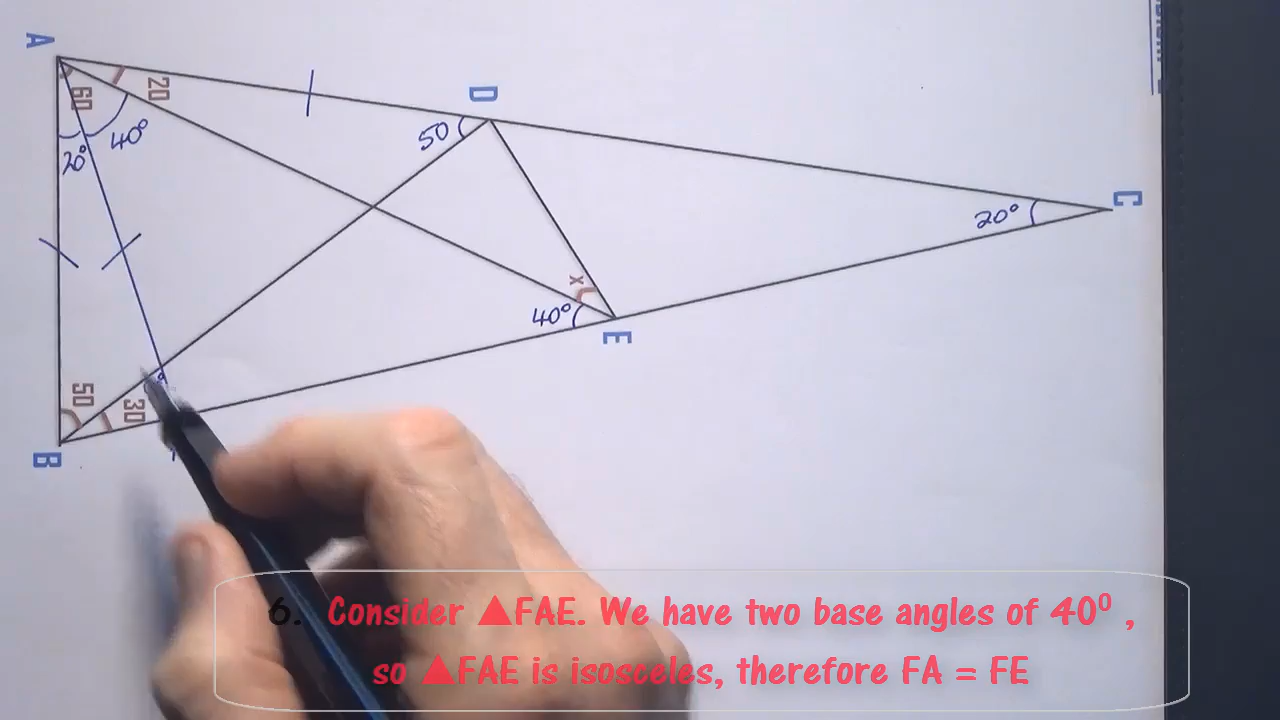 A
60
20
20°
40°
50
D
C
20°
x
40°
E
50
30
B
6. Consider ▲FAE. We have two base angles of 40⁰ ,
so ▲FAE is isosceles, therefore FA = FE